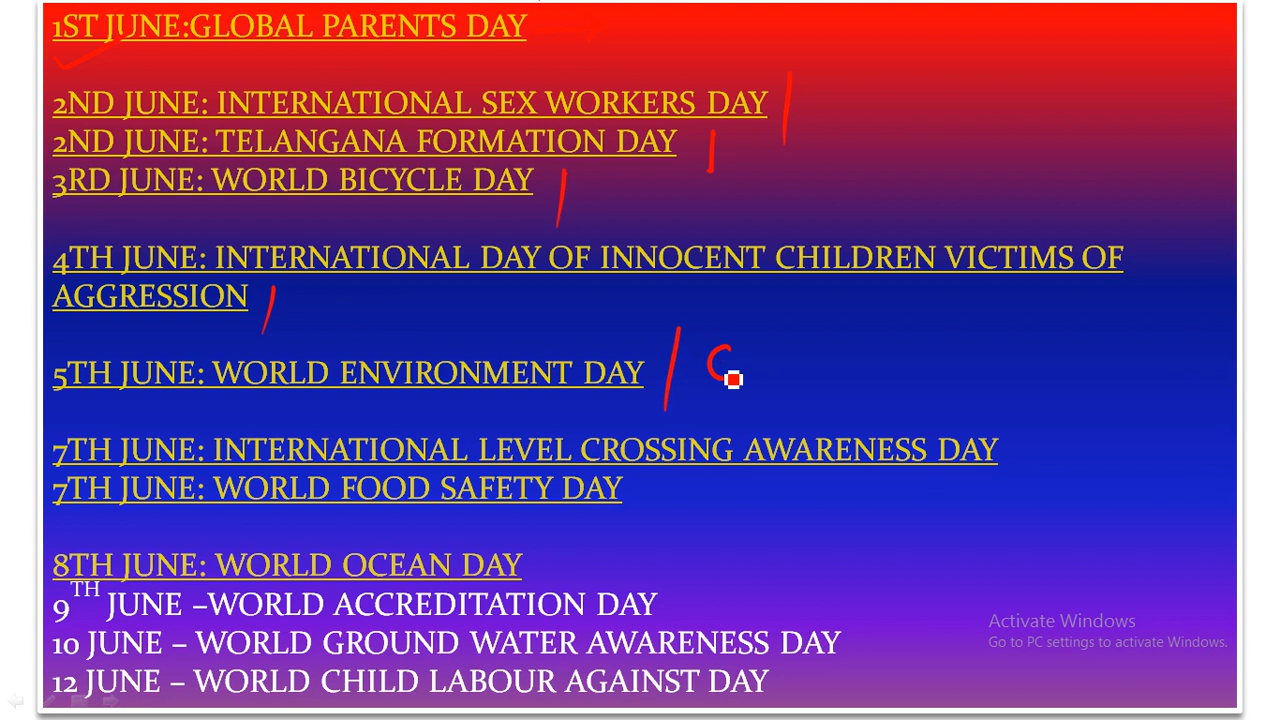 1ST JUNE:GLOBAL PARENTS DAY
2ND JUNE: INTERNATIONAL SEX WORKERS DAY
2ND JUNE: TELANGANA FORMATION DAY
3RD JUNE: WORLD BICYCLE DAY
4TH JUNE: INTERNATIONAL DAY OF INNOCENT CHILDREN VICTIMS OF
AGGRESSION
5TH JUNE: WORLD ENVIRONMENT DAY
7TH JUNE: INTERNATIONAL LEVEL CROSSING AWARENESS DAY
7TH JUNE: WORLD FOOD SAFETY DAY
8TH JUNE: WORLD OCEAN DAY
9TH JUNE –WORLD ACCREDITATION DAY
10 JUNE – WORLD GROUND WATER AWARENESS DAY
12 JUNE – WORLD CHILD LABOUR AGAINST DAY
Activate Windows
Go to PC settings to activate Windows.